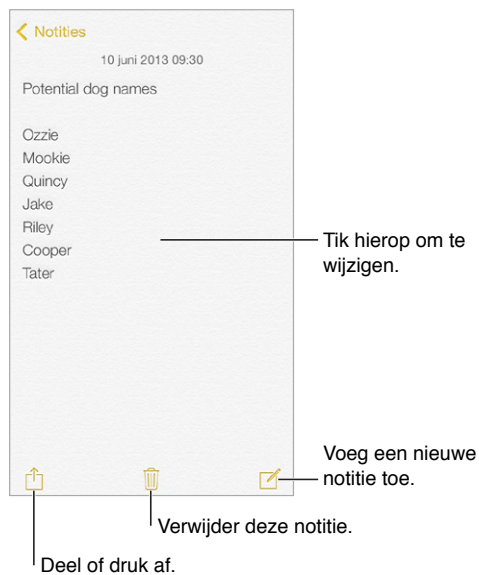 Notities
10 juni 2013 09:30
Potential dog names
Ozzie
Mookie
Quincy
Jake
Riley
Cooper
Tater
Tik hierop om te
wijzigen.
Voeg een nieuwe
notitie toe.
Verwijder deze notitie.
Deel of druk af.